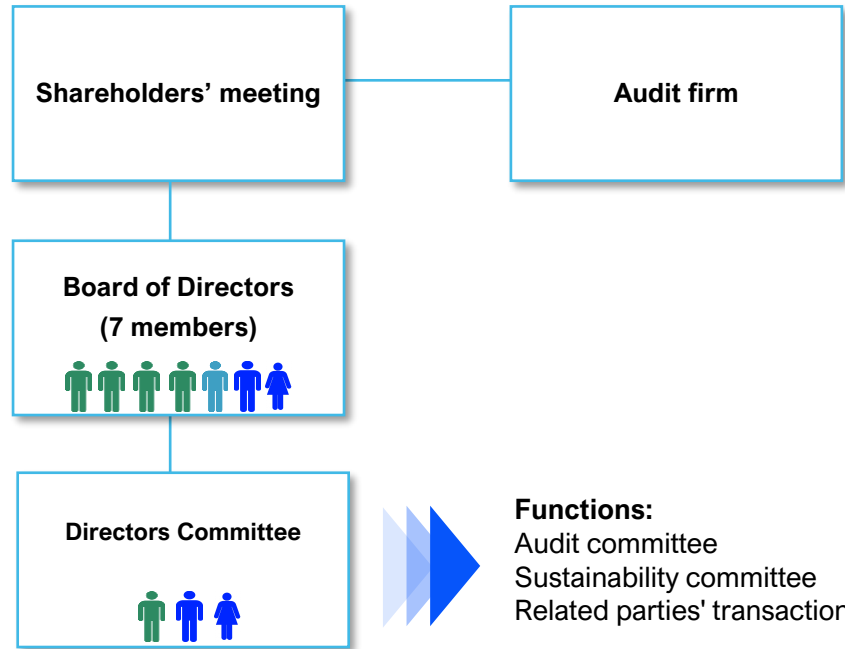 Shareholders’ meeting
Audit firm
Board of Directors
(7 members)
Directors Committee
Functions:
Audit committee
Sustainability committee
Related parties' transaction